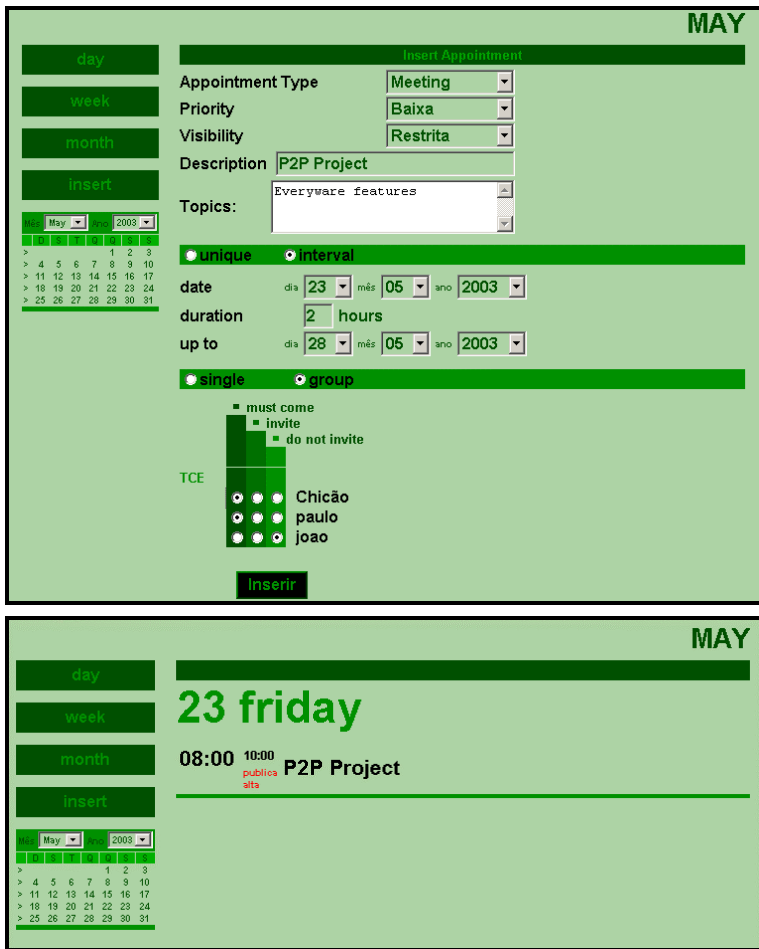 MAY
day
week
month
insert
Mês May Ano 2003
D S T Q Q S S
> 1 2 3
> 4 5 6 7 8 9 10
> 11 12 13 14 15 16 17
> 18 19 20 21 22 23 24
> 25 26 27 28 29 30 31
Insert Appointment
Appointment Type Meeting
Priority Baixa
Visibility Restrita
Description P2P Project
Topics: Everyware features
unique interval
date dia 23 mês 05 ano 2003
duration 2 hours
up to dia 28 mês 05 ano 2003
single group
must come
invite
do not invite
TCE
Chicão
paulo
joao
Inserir
MAY
day
week
month
insert
Mês May Ano 2003
D S T Q Q S S
> 1 2 3
> 4 5 6 7 8 9 10
> 11 12 13 14 15 16 17
> 18 19 20 21 22 23 24
> 25 26 27 28 29 30 31
23 friday
08:00 10:00 P2P Project
publica
alta